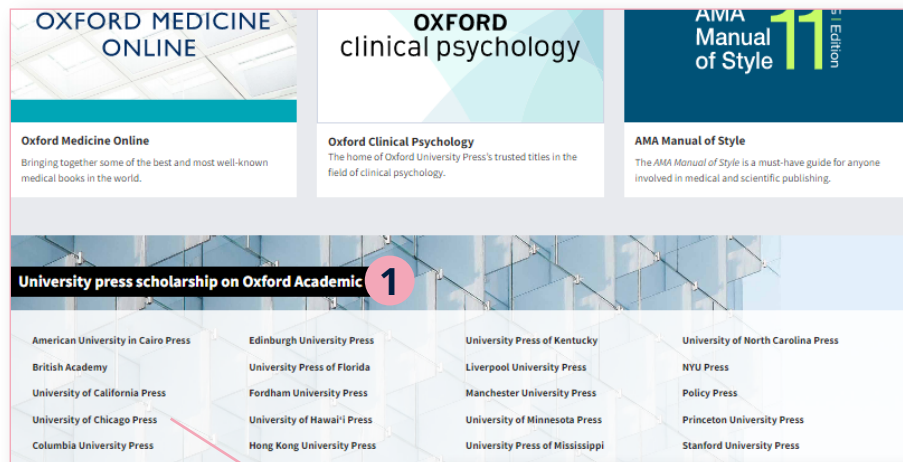 OXFORD MEDICINE
ONLINE
OXFORD
clinical psychology
AMA
Manual
of Style
11
Edition
Oxford Medicine Online
Bringing together some of the best and most well-known
medical books in the world.
Oxford Clinical Psychology
The home of Oxford University Press's trusted titles in the
field of clinical psychology.
AMA Manual of Style
The AMA Manual of Style is a must-have guide for anyone
involved in medical and scientific publishing.
University press scholarship on Oxford Academic
1
American University in Cairo Press
British Academy
University of California Press
University of Chicago Press
Columbia University Press
Edinburgh University Press
University Press of Florida
Fordham University Press
University of Hawaiʻi Press
Hong Kong University Press
University Press of Kentucky
Liverpool University Press
Manchester University Press
University of Minnesota Press
University Press of Mississippi
University of North Carolina Press
NYU Press
Policy Press
Princeton University Press
Stanford University Press